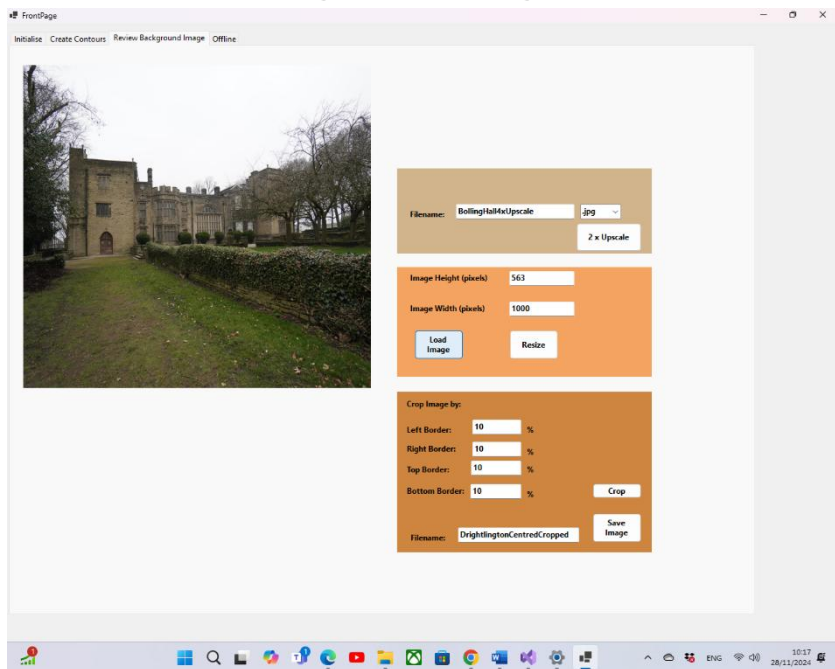 FrontPage
Initialise Create Contours Review Background Image Offline
Filename: BollingHall4xUpscale .jpg
2 x Upscale
Image Height (pixels) 563
Image Width (pixels) 1000
Load
Image
Resize
Crop Image by:
Left Border: 10 %
Right Border: 10 %
Top Border: 10 %
Bottom Border: 10 %
Crop
Filename: DrightlingtonCentredCropped
Save
Image
ENG
10:17
28/11/2024